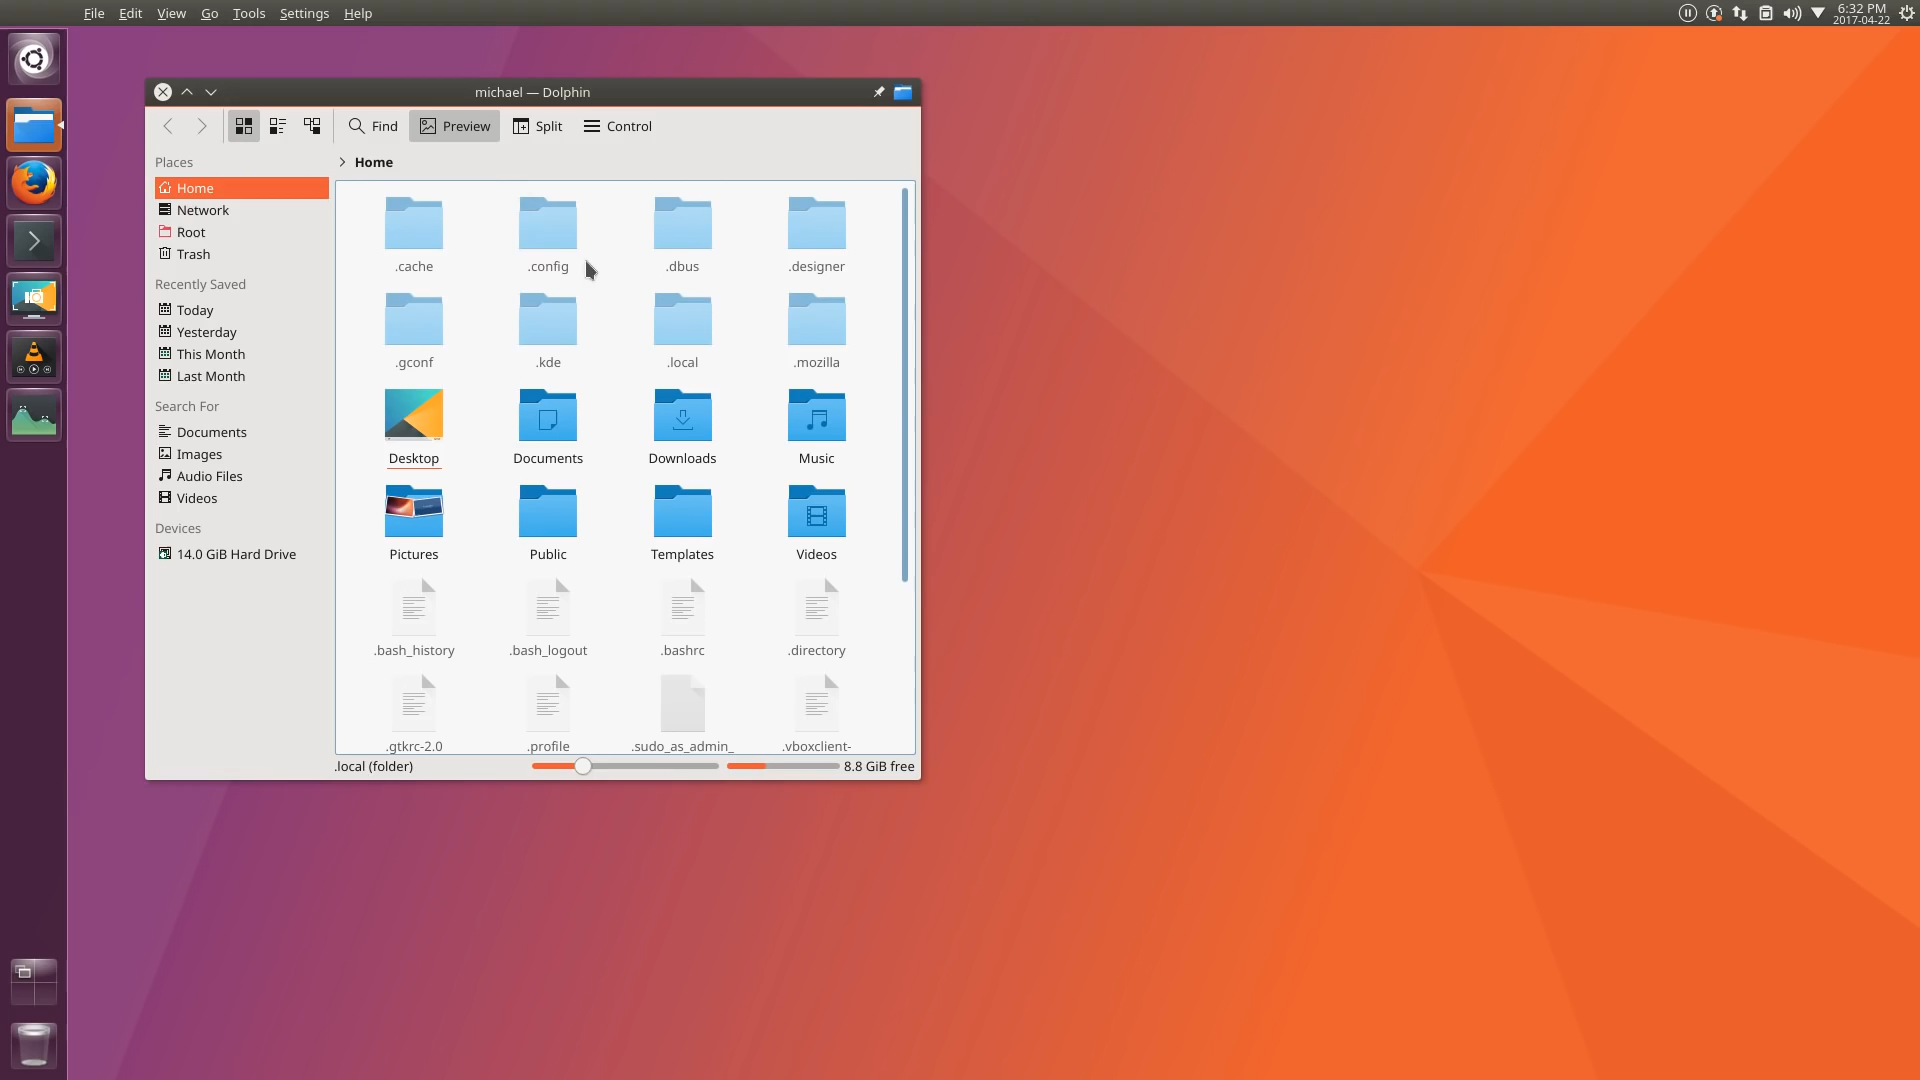 File Edit View Go Tools Settings Help
6:32 PM
2017-04-22
michael — Dolphin
Find Preview Split Control
Places
Home
Network
Root
Trash
Recently Saved
Today
Yesterday
This Month
Last Month
Search For
Documents
Images
Audio Files
Videos
Devices
14.0 GiB Hard Drive
Home
.cache .config .dbus .designer
.gconf .kde .local .mozilla
Desktop Documents Downloads Music
Pictures Public Templates Videos
.bash_history .bash_logout .bashrc .directory
.gtkrc-2.0 .profile .sudo_as_admin_ .vboxclient-
.local (folder) 8.8 GiB free